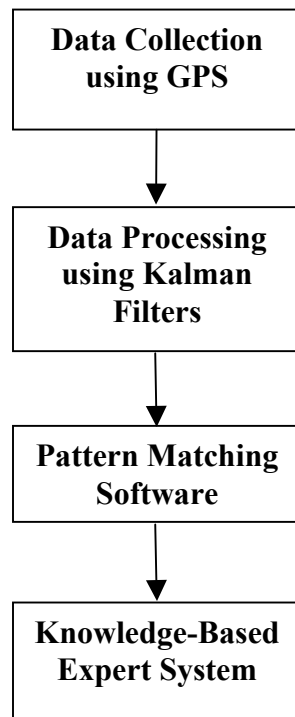 Data Collection
using GPS
Data Processing
using Kalman
Filters
Pattern Matching
Software
Knowledge-Based
Expert System